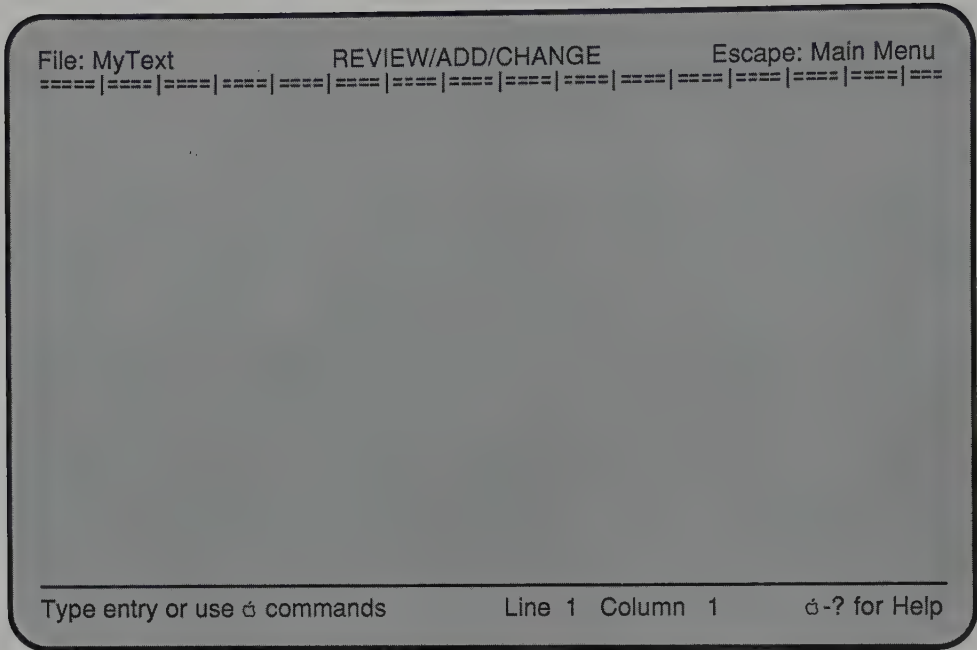 File: MyText REVIEW/ADD/CHANGE Escape: Main Menu
=====|====|====|====|====|====|====|====|====|====|====|====|====|====|====|===
Type entry or use  commands Line 1 Column 1 -? for Help